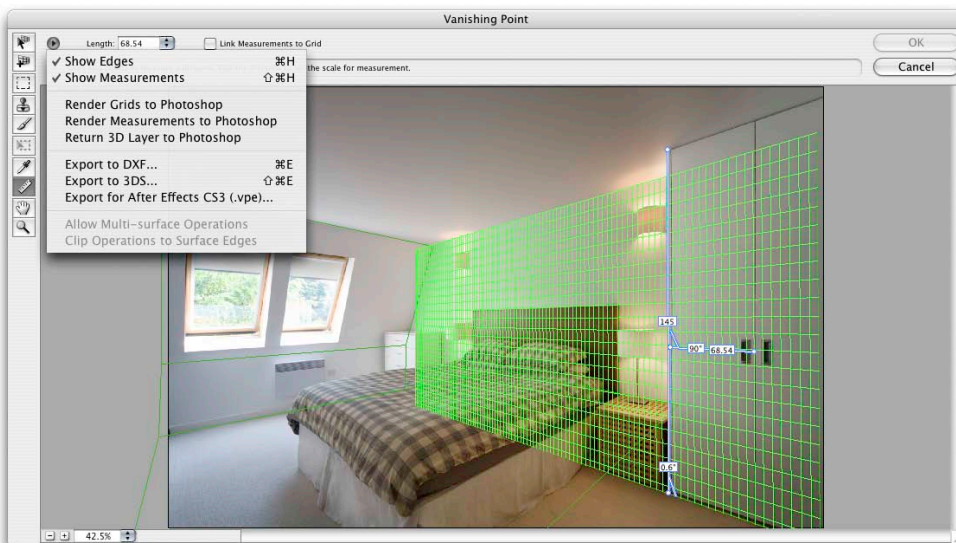 Vanishing Point
Length: 68.54 Link Measurements to Grid
OK
the scale for measurement.
Cancel
✓ Show Edges ⌘H
✓ Show Measurements ⇧⌘H
Render Grids to Photoshop
Render Measurements to Photoshop
Return 3D Layer to Photoshop
Export to DXF... ⌘E
Export to 3DS... ⇧⌘E
Export for After Effects CS3 (.vpe)...
Allow Multi-surface Operations
Clip Operations to Surface Edges
145
90° 68.54
0.6°
42.5%